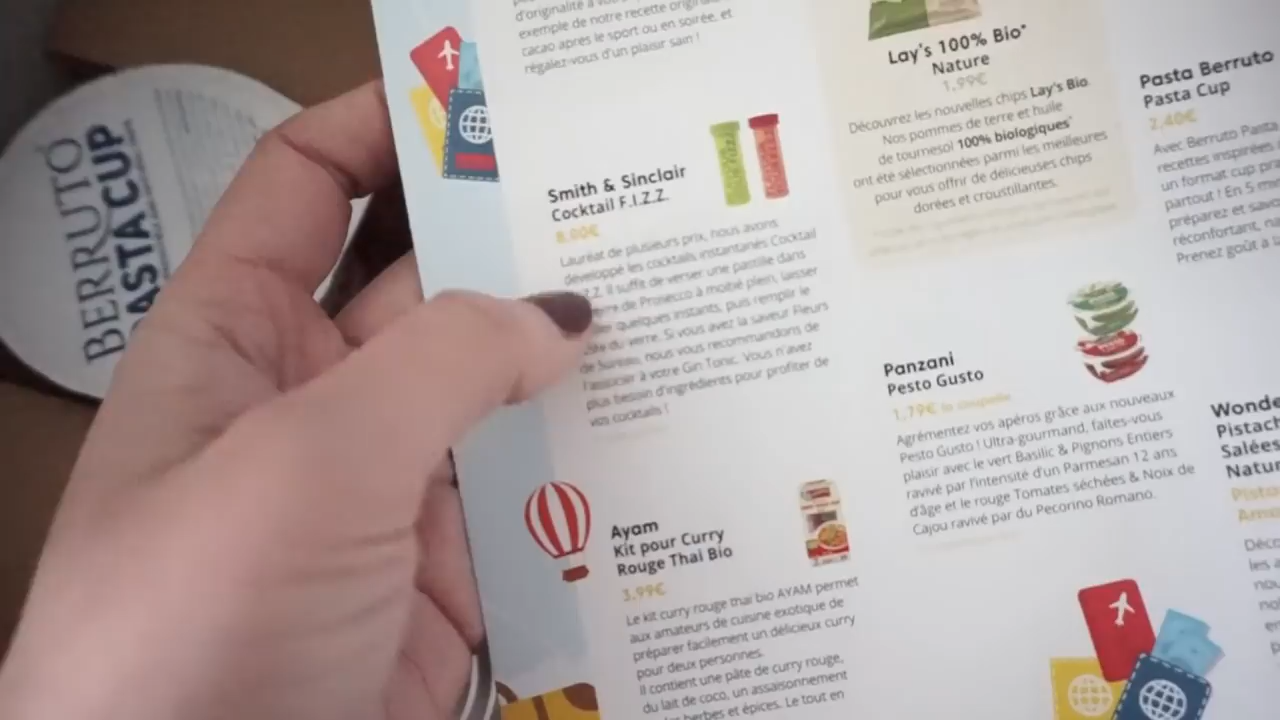 BERRUTO
PASTA CUP
d'originalité à
exemple de notre recette
cacao après le sport ou en soirée, et
régalez-vous d'un plaisir sain !
Smith & Sinclair
Cocktail F.I.Z.Z.
8,00€
Lauréat de plusieurs prix, nous avons
développé les cocktails instantanés Cocktail
Il suffit de verser une pastille dans
de Prosecco à moitié plein, laisser
quelques instants, puis remplir le
du verre. Si vous avez la saveur Fleurs
de Sureau, nous vous recommandons de
l'associer à votre Gin Tonic. Vous n'avez
plus besoin d'ingrédients pour profiter de
vos cocktails !
Ayam
Kit pour Curry
Rouge Thaï Bio
3,99€
Le kit curry rouge thaï bio AYAM permet
aux amateurs de cuisine exotique de
préparer facilement un délicieux curry
pour deux personnes.
Il contient une pâte de curry rouge,
du lait de coco, un assaisonnement
herbes et épices. Le tout en
Lay's 100% Bio*
Nature
1,99€
Découvrez les nouvelles chips Lay's Bio.
Nos pommes de terre et huile
de tournesol 100% biologiques*
ont été sélectionnées parmi les meilleures
pour vous offrir de délicieuses chips
dorées et croustillantes.
Panzani
Pesto Gusto
1,79€ la coupelle
Agrémentez vos apéros grâce aux nouveaux
Pesto Gusto ! Ultra-gourmand, faites-vous
plaisir avec le vert Basilic & Pignons Entiers
ravivé par l'intensité d'un Parmesan 12 ans
d'âge et le rouge Tomates séchées & Noix de
Cajou ravivé par du Pecorino Romano.
Pasta Berruto
Pasta Cup
2,40€
Avec Berruto Pasta
recettes inspirées
un format cup
partout ! En 5
préparez et
réconfortant,
Prenez goût à
Wonde
Pistach
Salées
Natur